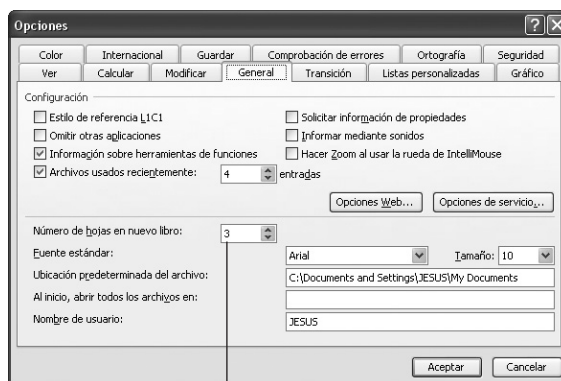 Opciones
Color Internacional Guardar Comprobación de errores Ortografía Seguridad
Ver Calcular Modificar General Transición Listas personalizadas Gráfico
Configuración
Estilo de referencia L1C1 Solicitar información de propiedades
Omitir otras aplicaciones Informar mediante sonidos
Información sobre herramientas de funciones Hacer Zoom al usar la rueda de IntelliMouse
Archivos usados recientemente: 4 entradas
Opciones Web... Opciones de servicio...
Número de hojas en nuevo libro: 3
Fuente estándar: Arial Tamaño: 10
Ubicación predeterminada del archivo: C:\Documents and Settings\JESUS\My Documents
Al inicio, abrir todos los archivos en:
Nombre de usuario: JESUS
Aceptar Cancelar